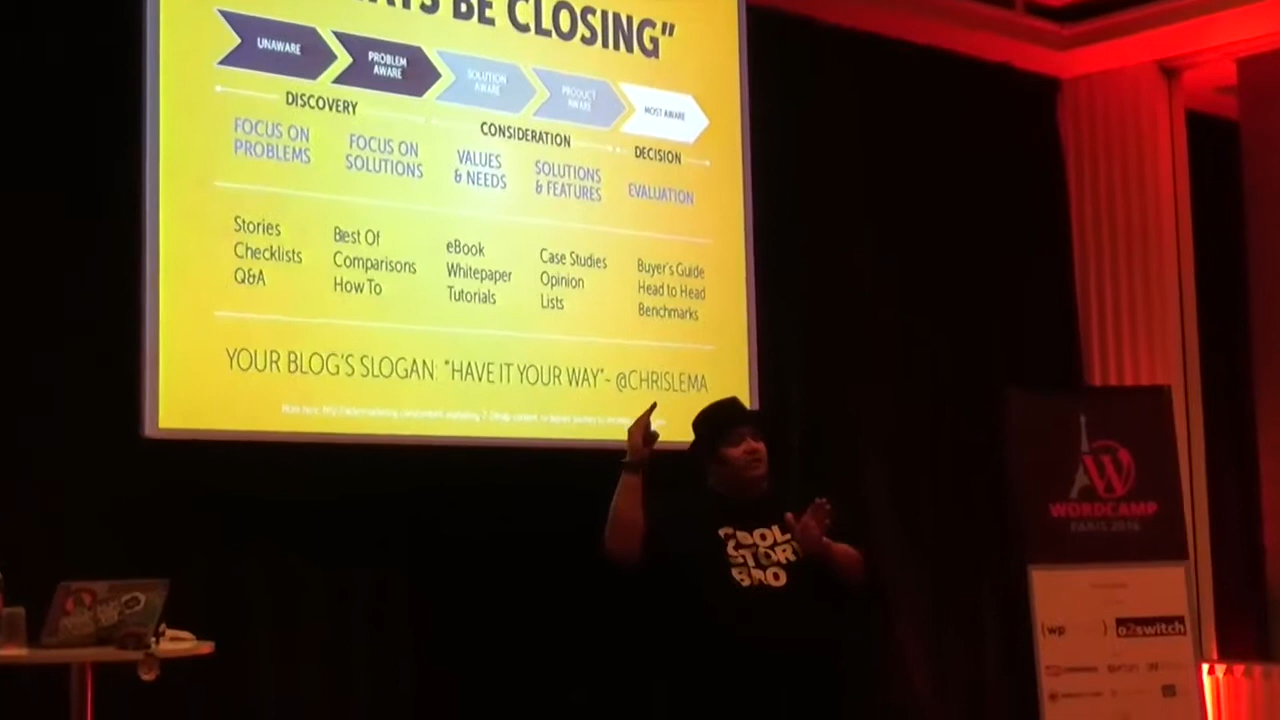 BE CLOSING"
UNAWARE
PROBLEM
AWARE
SOLUTION
AWARE
PRODUCT
AWARE
MOST AWARE
DISCOVERY
CONSIDERATION
DECISION
FOCUS ON
PROBLEMS
FOCUS ON
SOLUTIONS
VALUES
& NEEDS
SOLUTIONS
& FEATURES
EVALUATION
Stories
Checklists
Q&A
Best Of
Comparisons
How To
eBook
Whitepaper
Tutorials
Case Studies
Opinion
Lists
Buyer's Guide
Head to Head
Benchmarks
YOUR BLOG'S SLOGAN: "HAVE IT YOUR WAY"- @CHRISLEMA
COOL
STORY
BRO
WORDCAMP
PARIS 2016
{wp }
o2switch